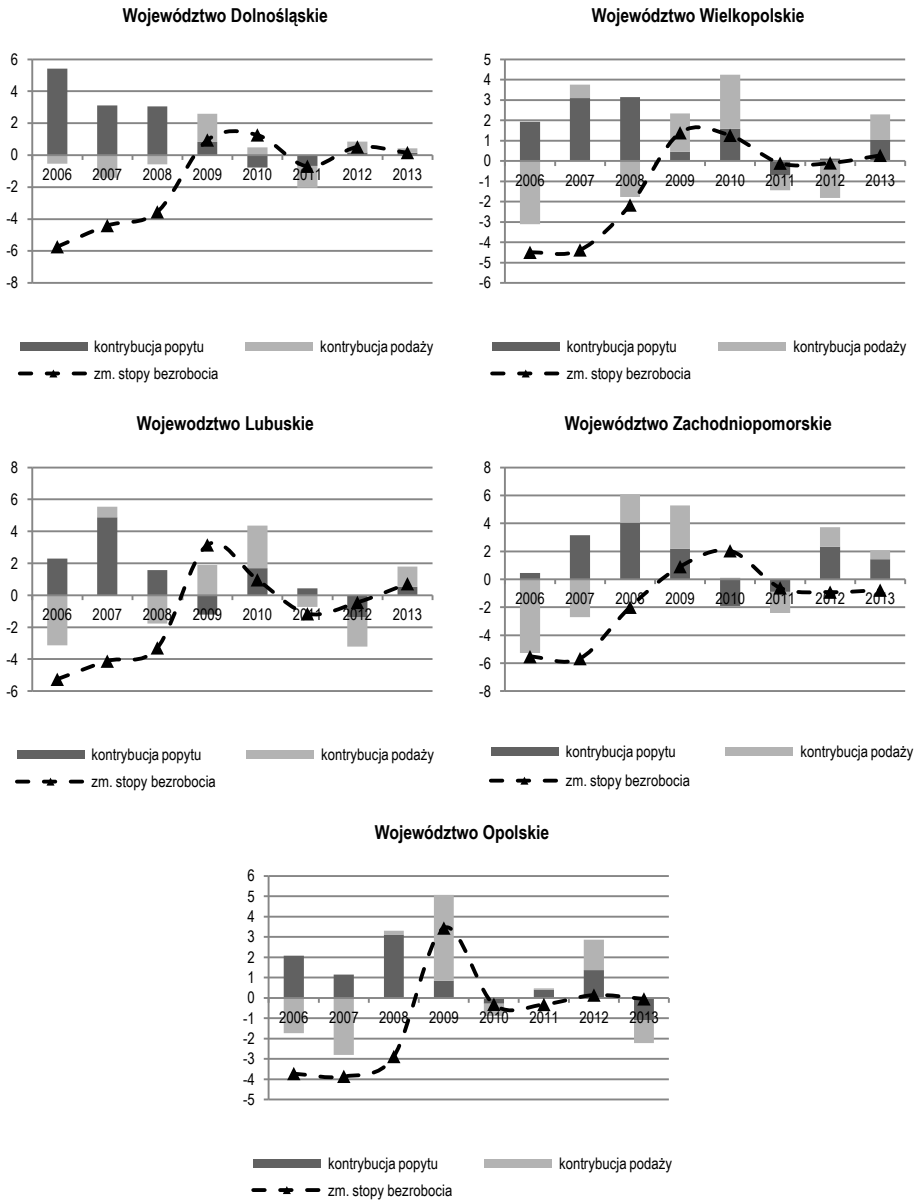 Województwo Dolnośląskie
6
4
2
0
-2
-4
-6
-8
2006 2007 2008 2009 2010 2011 2012 2013
kontrybucja popytu kontrybucja podaży
zm. stopy bezrobocia
Województwo Wielkopolskie
5
4
3
2
1
0
-1
-2
-3
-4
-5
-6
2006 2007 2008 2009 2010 2011 2012 2013
kontrybucja popytu kontrybucja podaży
zm. stopy bezrobocia
Wojewodztwo Lubuskie
8
6
4
2
0
-2
-4
-6
2006 2007 2008 2009 2010 2011 2012 2013
kontrybucja popytu kontrybucja podaży
zm. stopy bezrobocia
Województwo Zachodniopomorskie
8
6
4
2
0
-2
-4
-6
-8
2006 2007 2008 2009 2010 2011 2012 2013
kontrybucja popytu kontrybucja podaży
zm. stopy bezrobocia
Województwo Opolskie
6
5
4
3
2
1
0
-1
-2
-3
-4
-5
2006 2007 2008 2009 2010 2011 2012 2013
kontrybucja popytu kontrybucja podaży
zm. stopy bezrobocia